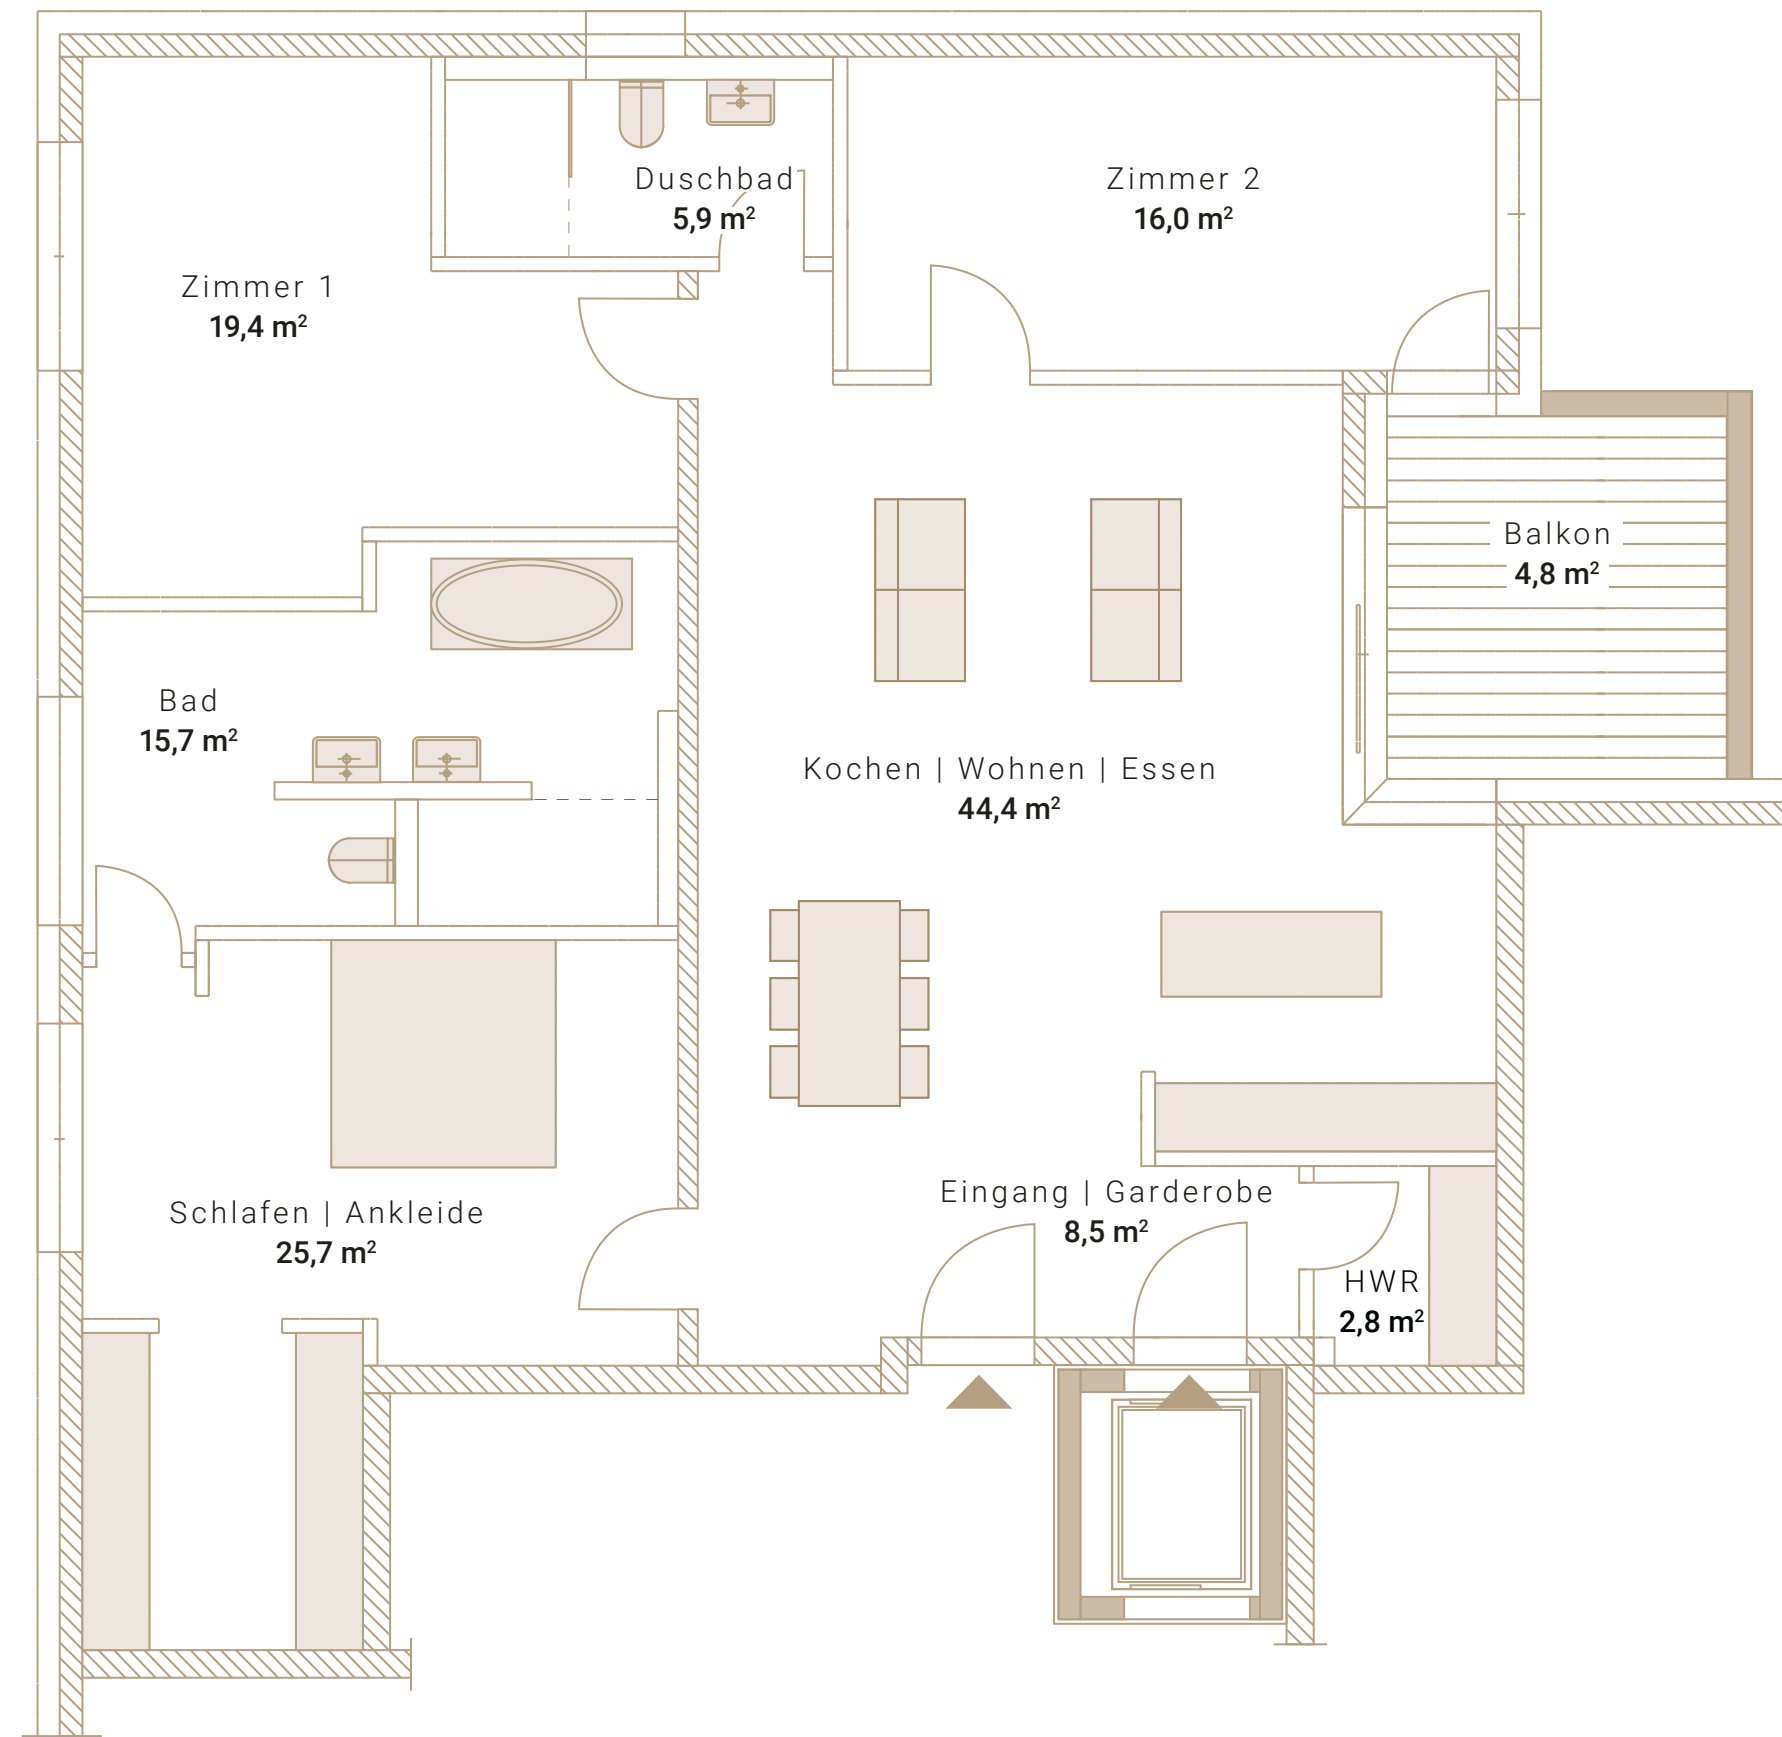 Duschbad
5,9 m²
Zimmer 2
16,0 m²
Zimmer 1
19,4 m²
Balkon
4,8 m²
Bad
15,7 m²
Kochen | Wohnen | Essen
44,4 m²
Schlafen | Ankleide
25,7 m²
Eingang | Garderobe
8,5 m²
HWR
2,8 m²